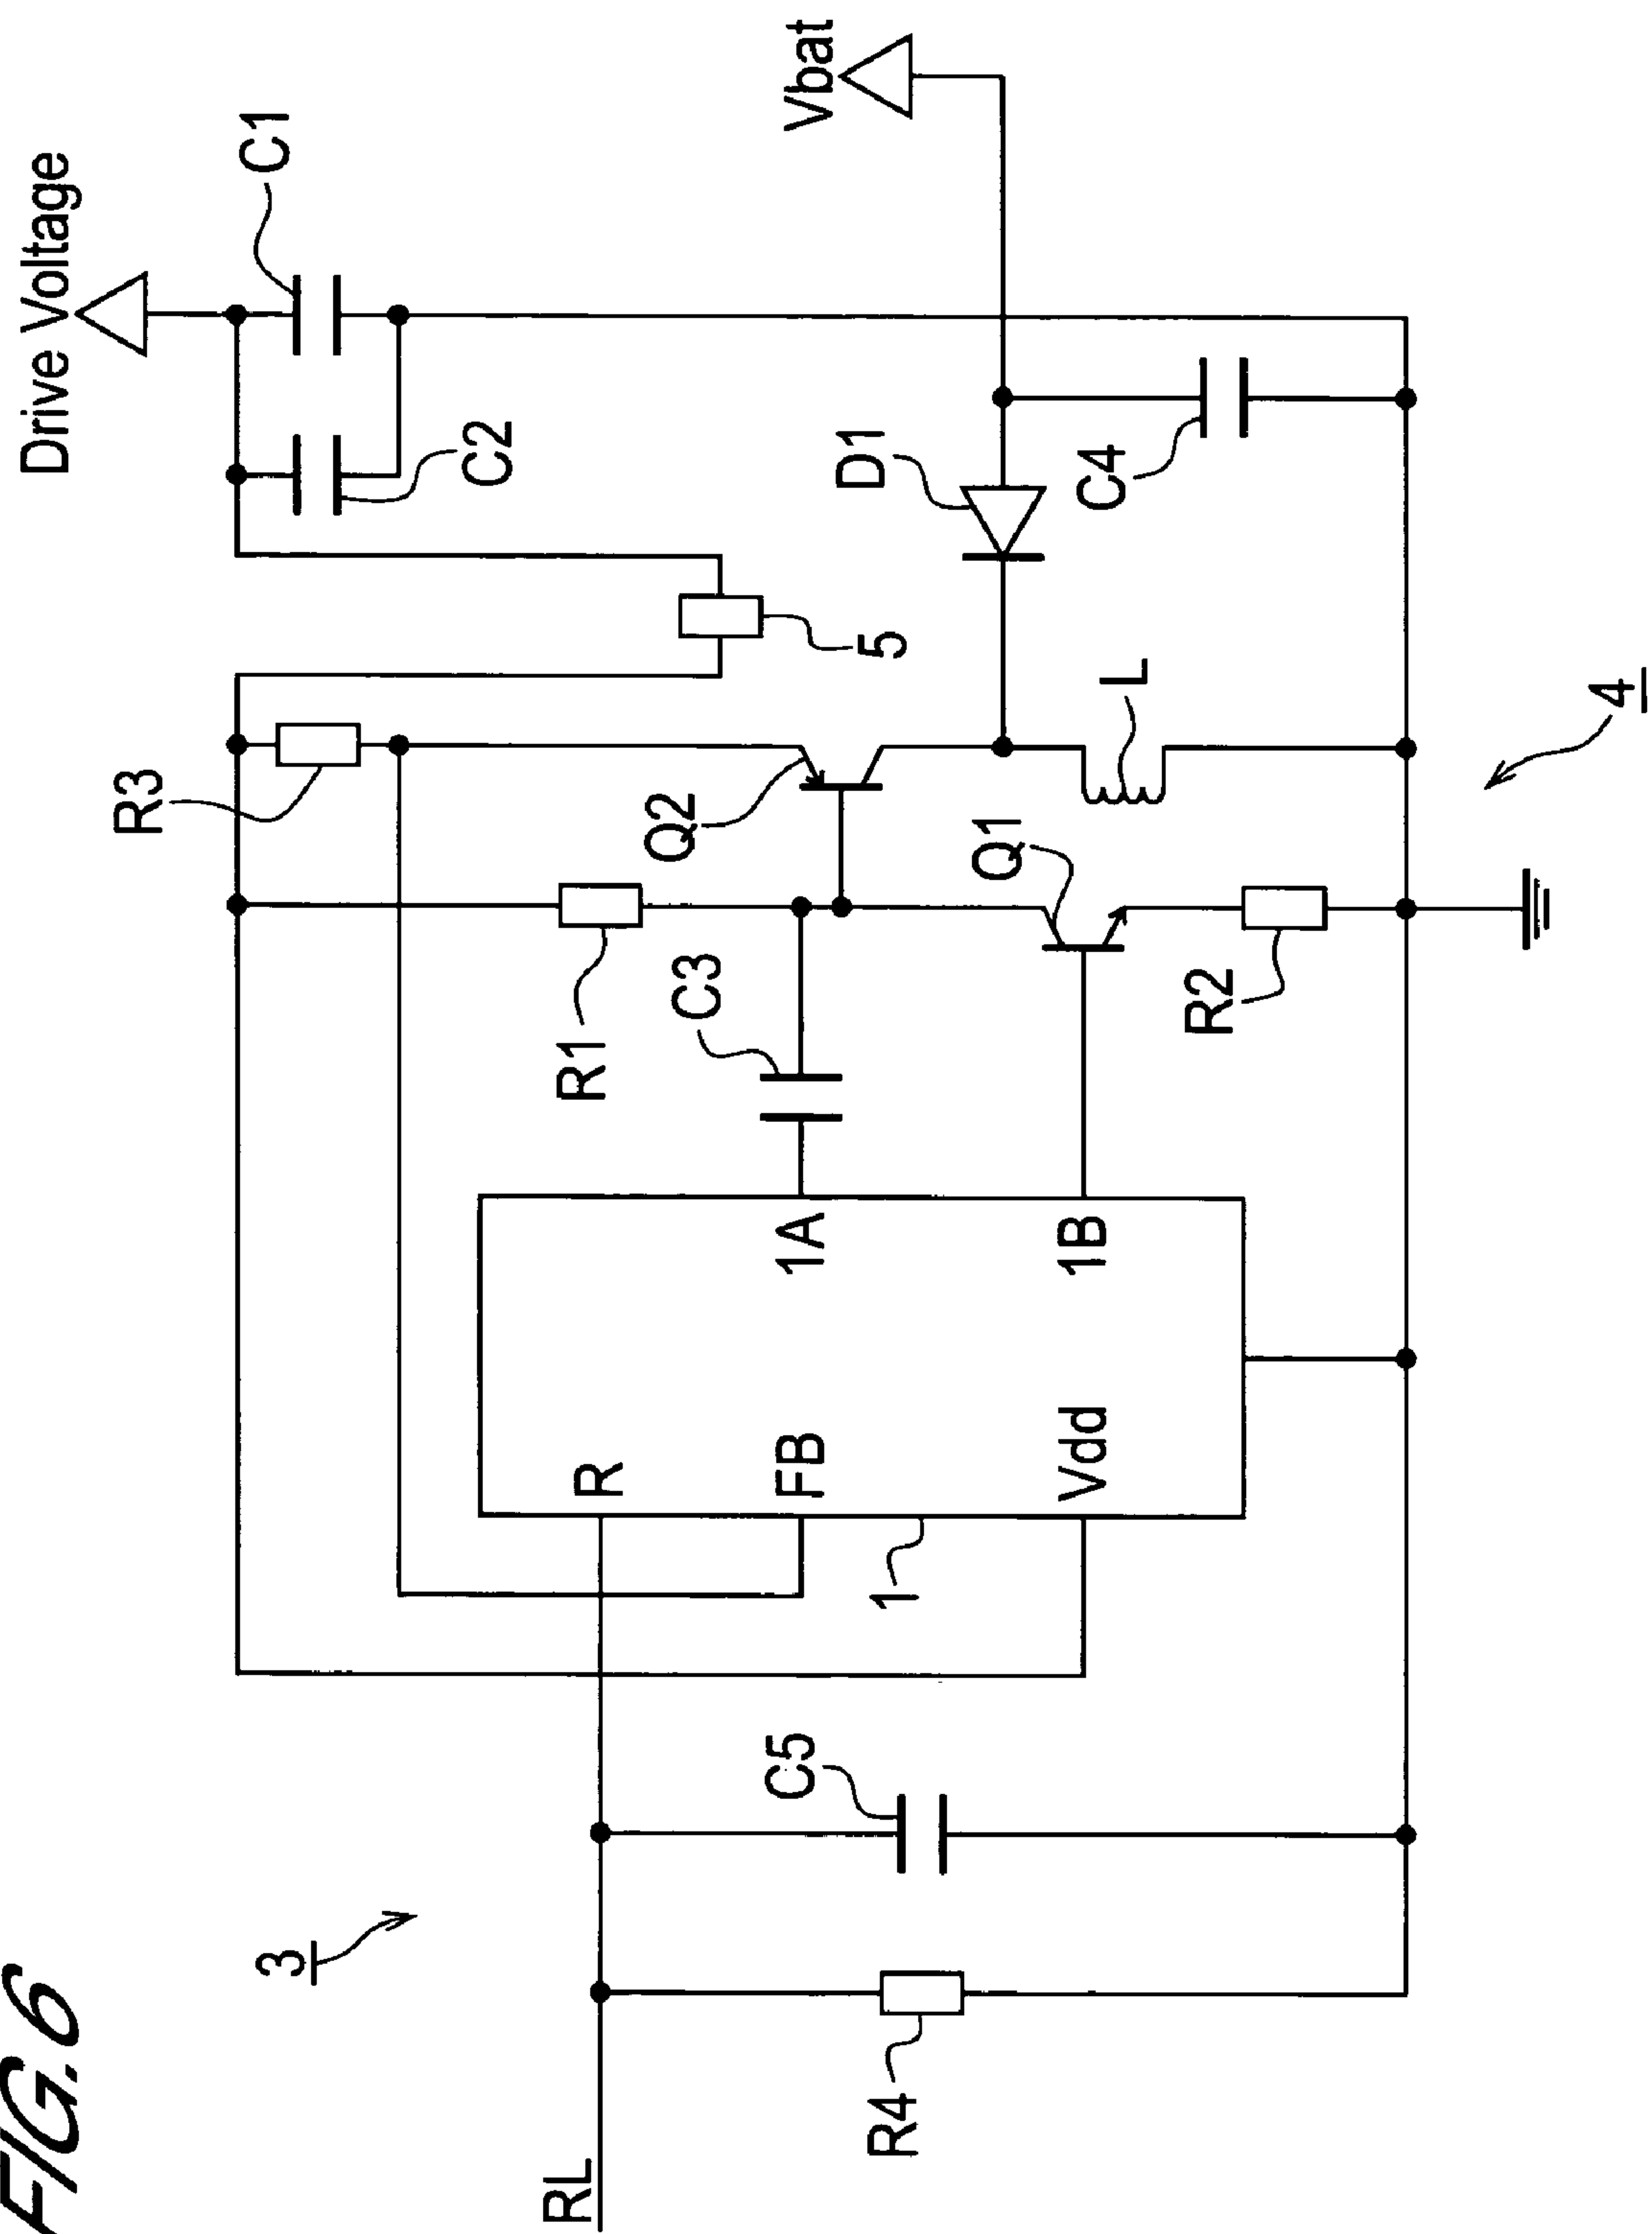 FIG.6
Drive Voltage
C1
C2
Vbat
R3
5
D1
C4
Q2
L
R1
C3
Q1
R2
4
1A
1B
R
FB
Vdd
1
3
C5
R4
RL